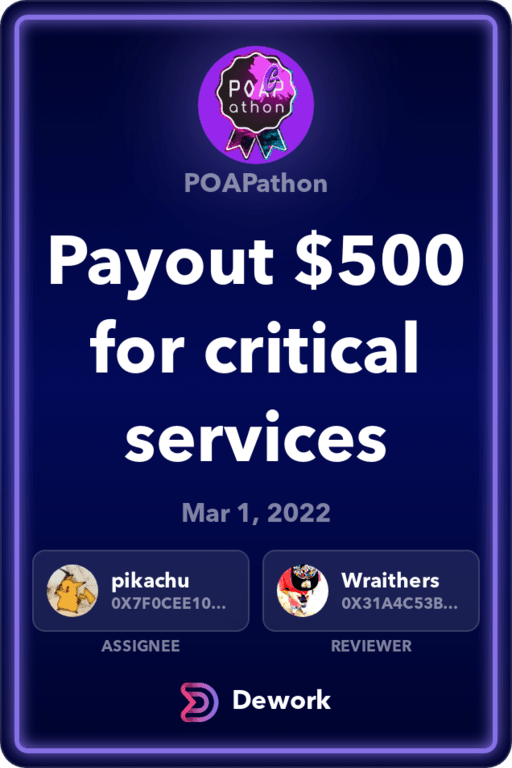 POAP
athon
POAPathon
Payout $500
for critical
services
Mar 1, 2022
pikachu
0X7F0CEE10...
ASSIGNEE
Wraithers
0X31A4C53B...
REVIEWER
Dework